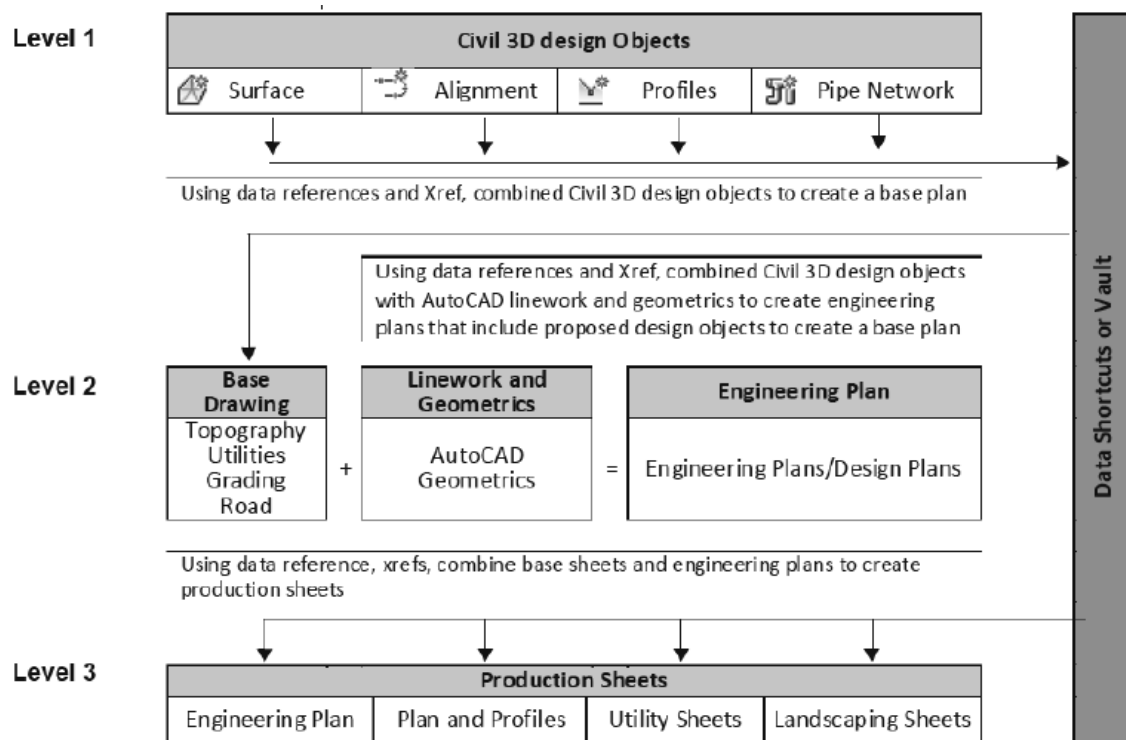 Level 1
Civil 3D design Objects
Surface
Alignment
Profiles
Pipe Network
Using data references and Xref, combined Civil 3D design objects to create a base plan
Using data references and Xref, combined Civil 3D design objects
with AutoCAD linework and geometrics to create engineering
plans that include proposed design objects to create a base plan
Level 2
Base
Drawing
Topography
Utilities
Grading
Road
+
Linework and
Geometrics
AutoCAD
Geometrics
=
Engineering Plan
Engineering Plans/Design Plans
Using data reference, xrefs, combine base sheets and engineering plans to create
production sheets
Level 3
Production Sheets
Engineering Plan
Plan and Profiles
Utility Sheets
Landscaping Sheets
Data Shortcuts or Vault